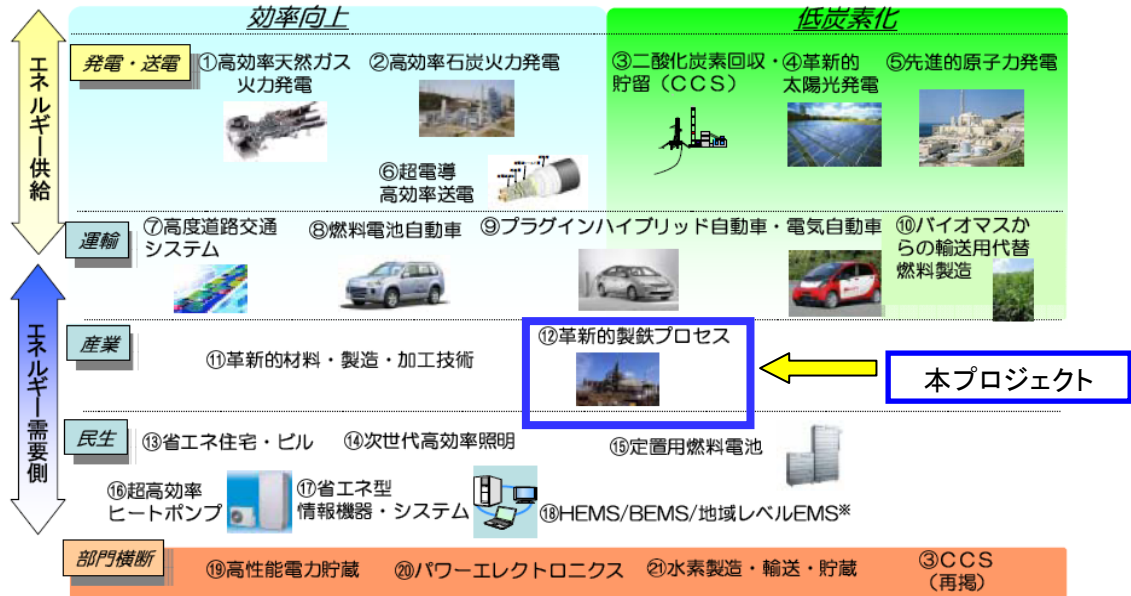 効率向上
低炭素化
エネルギー供給
発電・送電
①高効率天然ガス
火力発電
②高効率石炭火力発電
③二酸化炭素回収・
貯留（ＣＣＳ）
④革新的
太陽光発電
⑤先進的原子力発電
⑥超電導
高効率送電
運輸
⑦高度道路交通
システム
⑧燃料電池自動車
⑨プラグインハイブリッド自動車・電気自動車
⑩バイオマスか
らの輸送用代替
燃料製造
エネルギー需要側
産業
⑪革新的材料・製造・加工技術
⑫革新的製鉄プロセス
本プロジェクト
民生
⑬省エネ住宅・ビル
⑭次世代高効率照明
⑮定置用燃料電池
⑯超高効率
ヒートポンプ
⑰省エネ型
情報機器・システム
⑱HEMS/BEMS/地域レベルEMS※
部門横断
⑲高性能電力貯蔵
⑳パワーエレクトロニクス
㉑水素製造・輸送・貯蔵
③ＣＣＳ
（再掲）